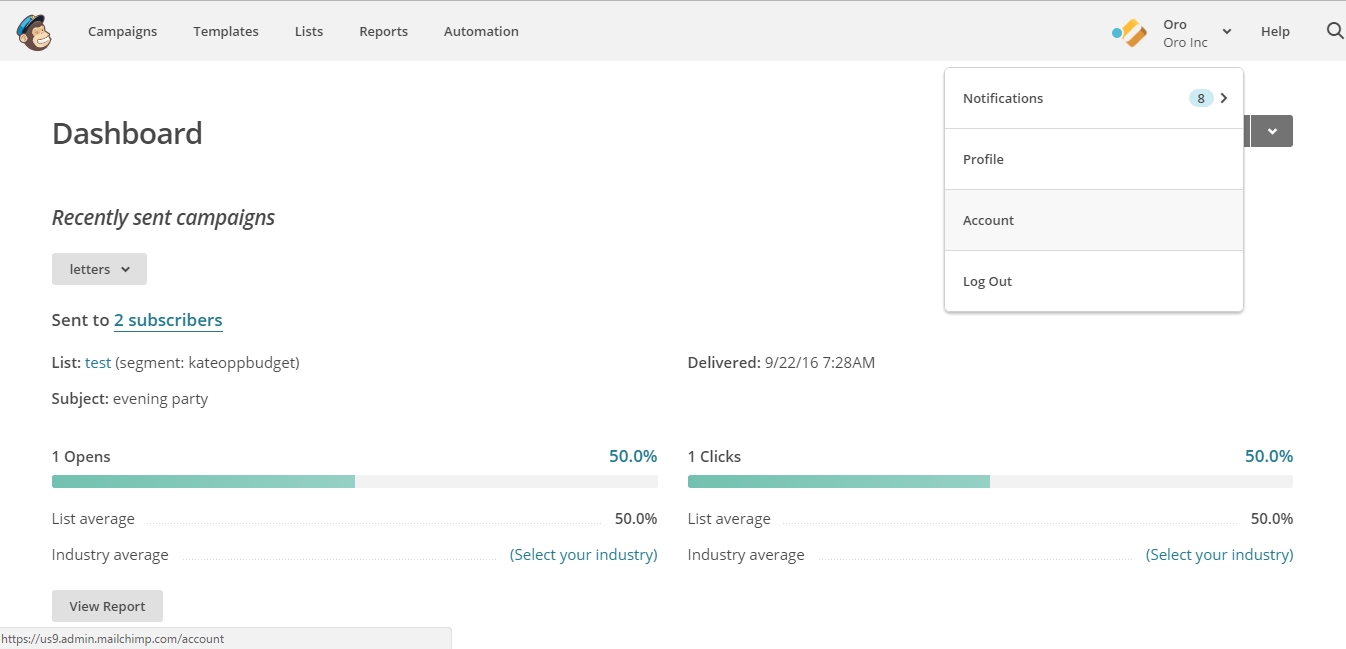 Campaigns Templates Lists Reports Automation Oro Help
Oro Inc
Notifications 8
Dashboard
Profile
Recently sent campaigns
Account
letters
Log Out
Sent to 2 subscribers
List: test (segment: kateoppbudget) Delivered: 9/22/16 7:28AM
Subject: evening party
1 Opens 50.0% 1 Clicks 50.0%
List average 50.0% List average 50.0%
Industry average (Select your industry) Industry average (Select your industry)
View Report
https://us9.admin.mailchimp.com/account